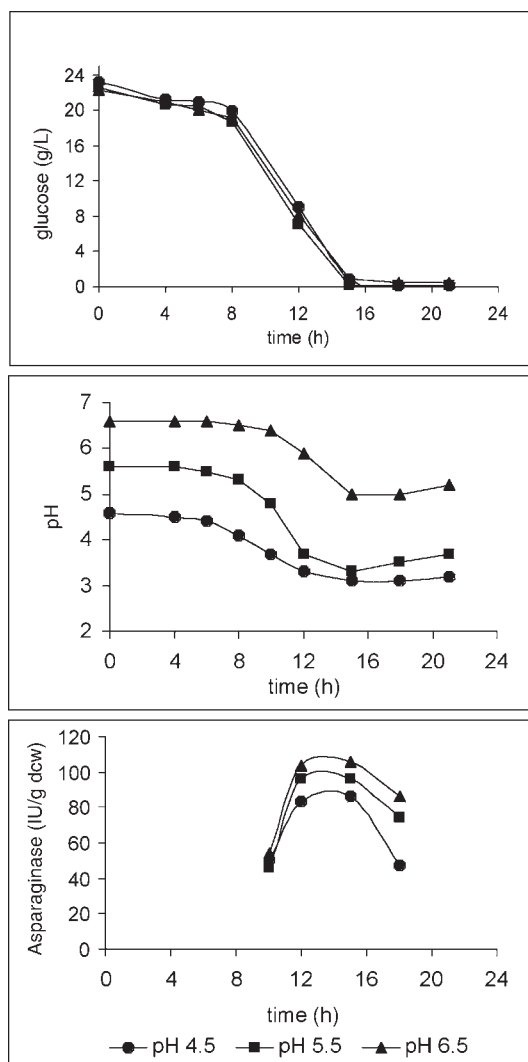 24
20
16
12
8
4
0
glucose (g/L)
0 4 8 12 16 20 24
time (h)
7
6
5
4
3
2
pH
0 4 8 12 16 20 24
time (h)
120
100
80
60
40
20
0
Asparaginase (IU/g dcw)
0 4 8 12 16 20 24
time (h)
pH 4.5 pH 5.5 pH 6.5